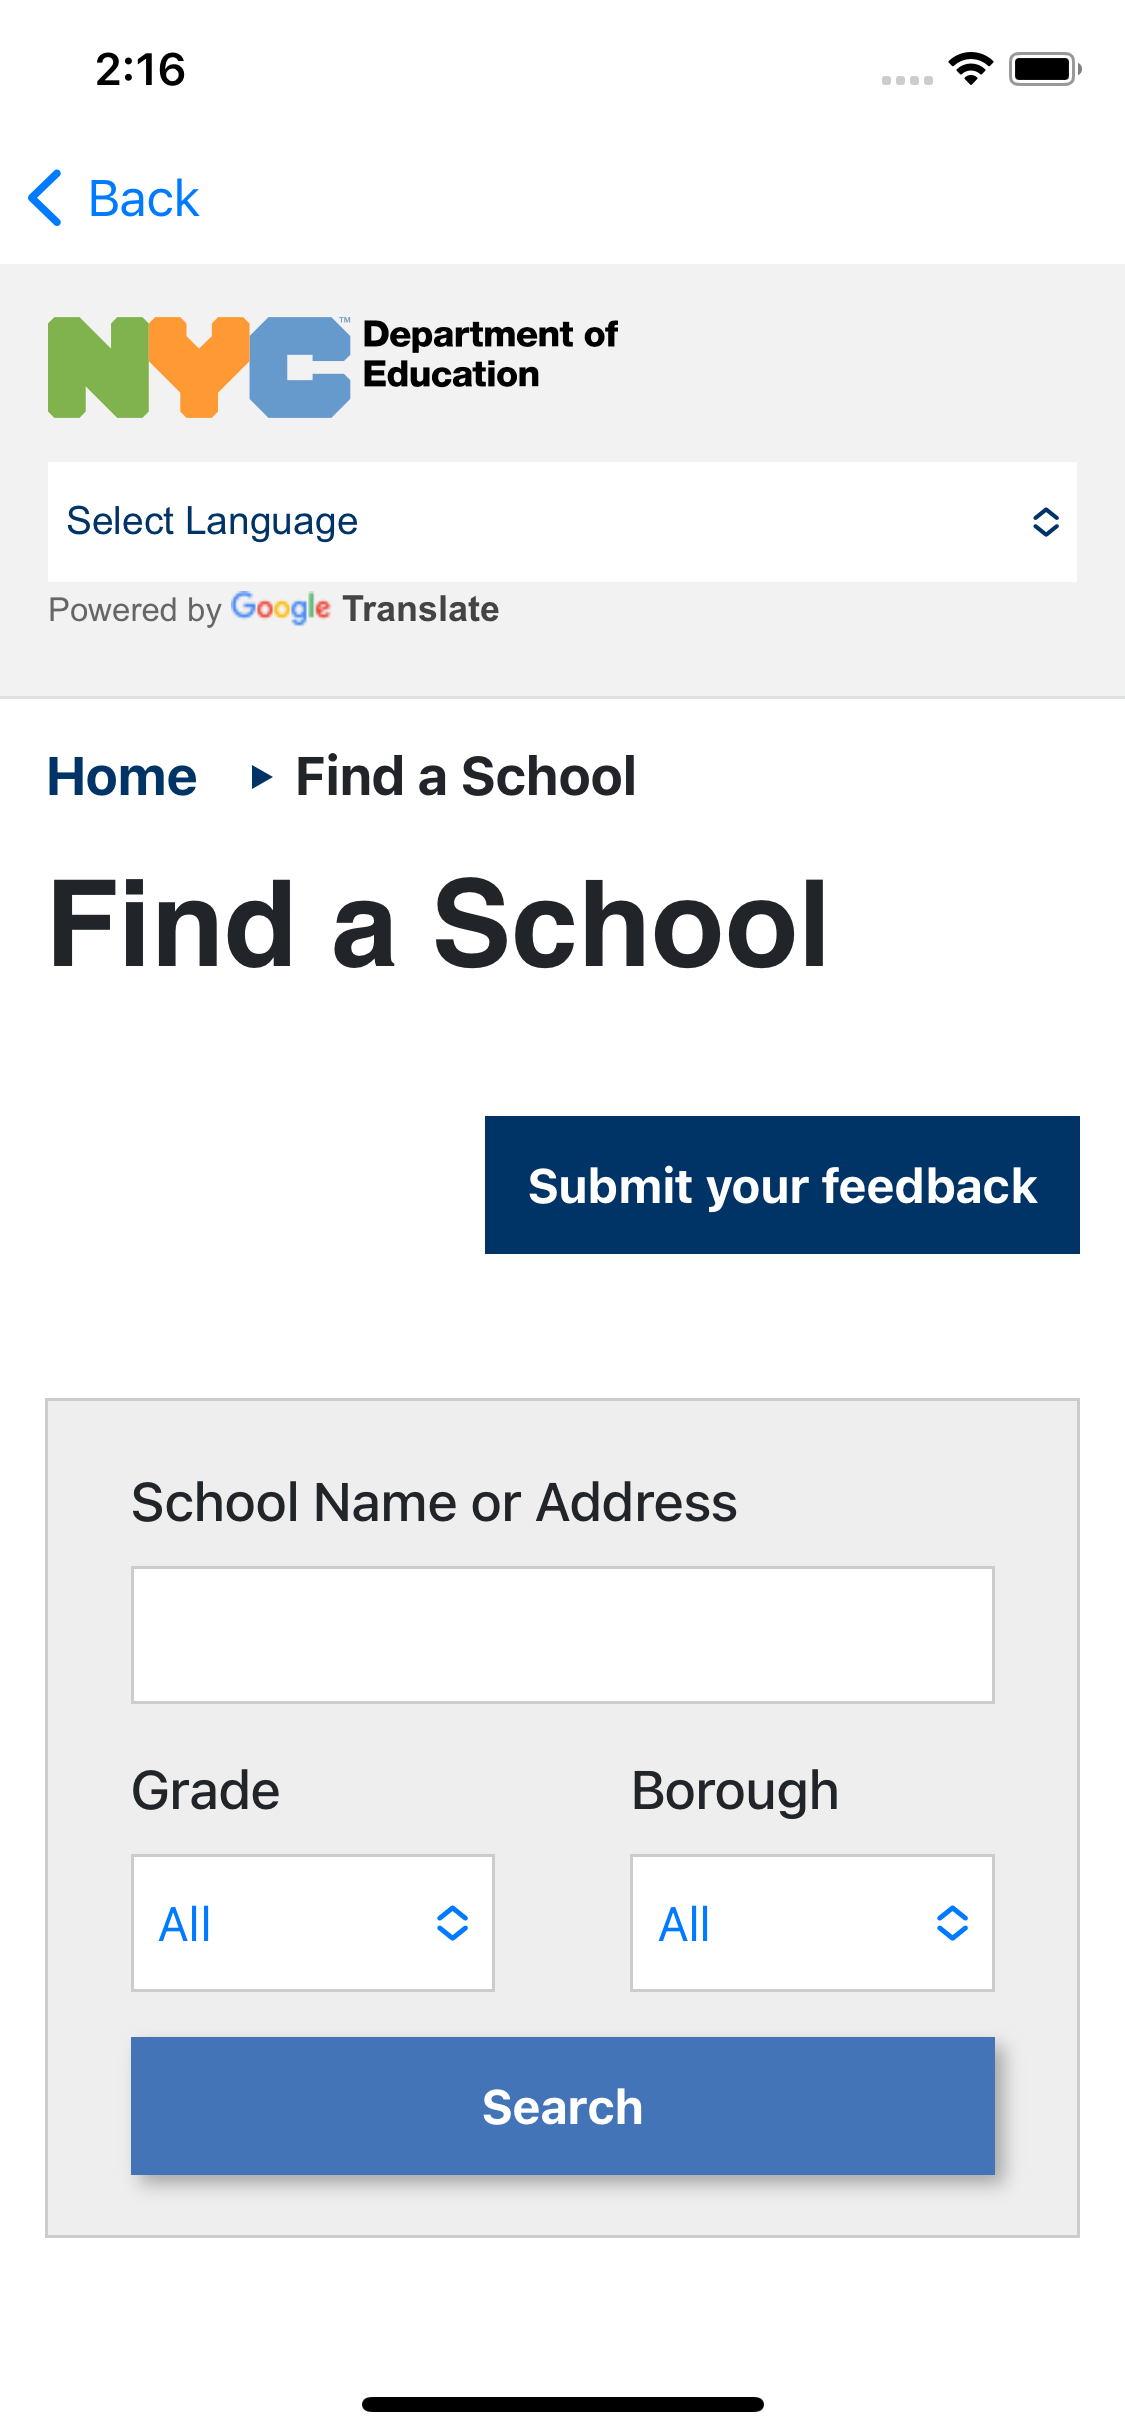 2:16
Back
NYC™ Department of
Education
Select Language
Powered by Google Translate
Home Find a School
Find a School
Submit your feedback
School Name or Address
Grade Borough
All All
Search